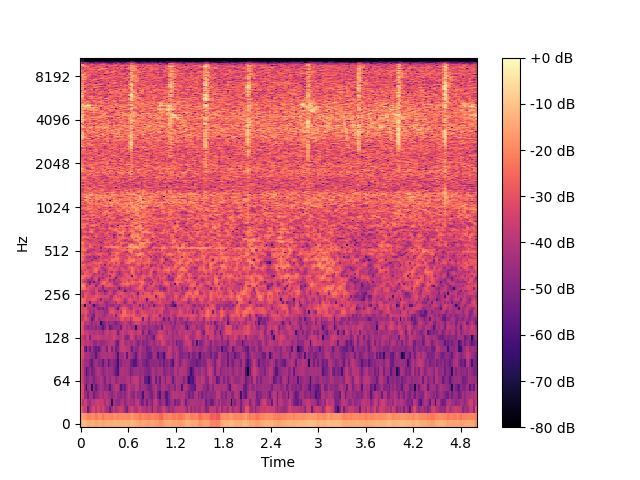 +0 dB
8192
-10 dB
4096
-20 dB
2048
-30 dB
1024
-40 dB
Hz
512
-50 dB
256
-60 dB
128
64
-70 dB
0
-80 dB
0 0.6 1.2 1.8 2.4 3 3.6 4.2 4.8
Time